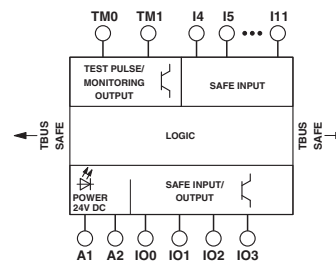 TM0 TM1 I4 I5 ••• I11
TEST PULSE/
MONITORING
OUTPUT
SAFE INPUT
TBUS
SAFE
LOGIC
TBUS
SAFE
POWER
24V DC
SAFE INPUT/
OUTPUT
A1 A2 IO0 IO1 IO2 IO3